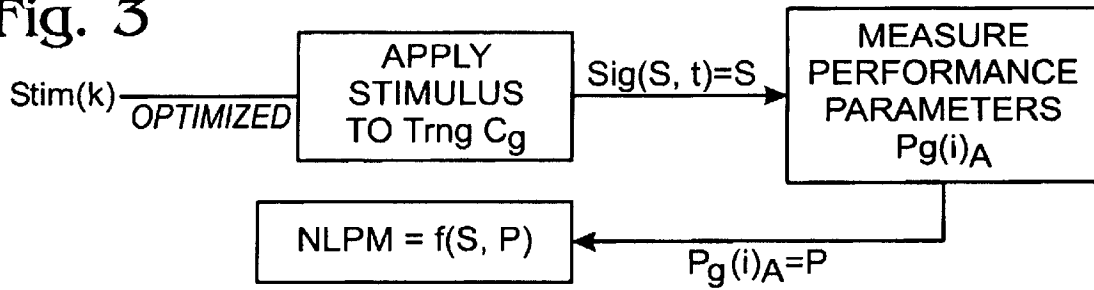 Fig. 3
Stim(k)
OPTIMIZED
APPLY
STIMULUS
TO Trng Cg
Sig(S, t)=S
MEASURE
PERFORMANCE
PARAMETERS
Pg(i)A
Pg(i)A=P
NLPM = f(S, P)